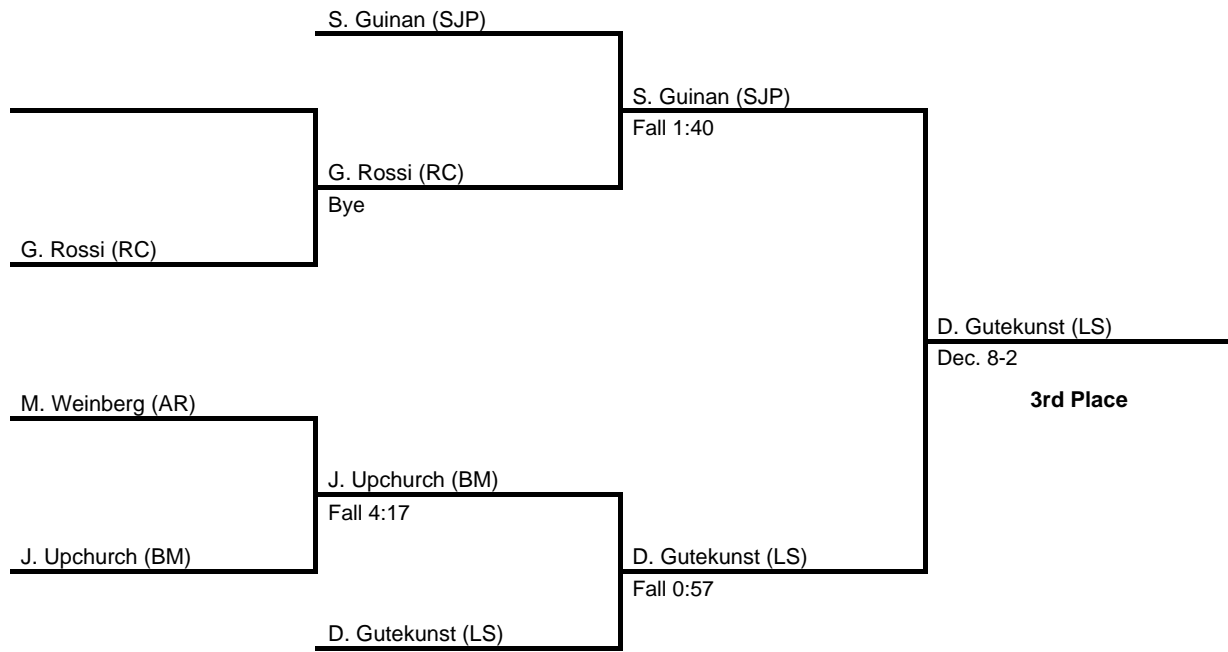 S. Guinan (SJP)
S. Guinan (SJP)
Fall 1:40
G. Rossi (RC)
Bye
G. Rossi (RC)
D. Gutekunst (LS)
Dec. 8-2
3rd Place
M. Weinberg (AR)
J. Upchurch (BM)
Fall 4:17
J. Upchurch (BM)
D. Gutekunst (LS)
Fall 0:57
D. Gutekunst (LS)